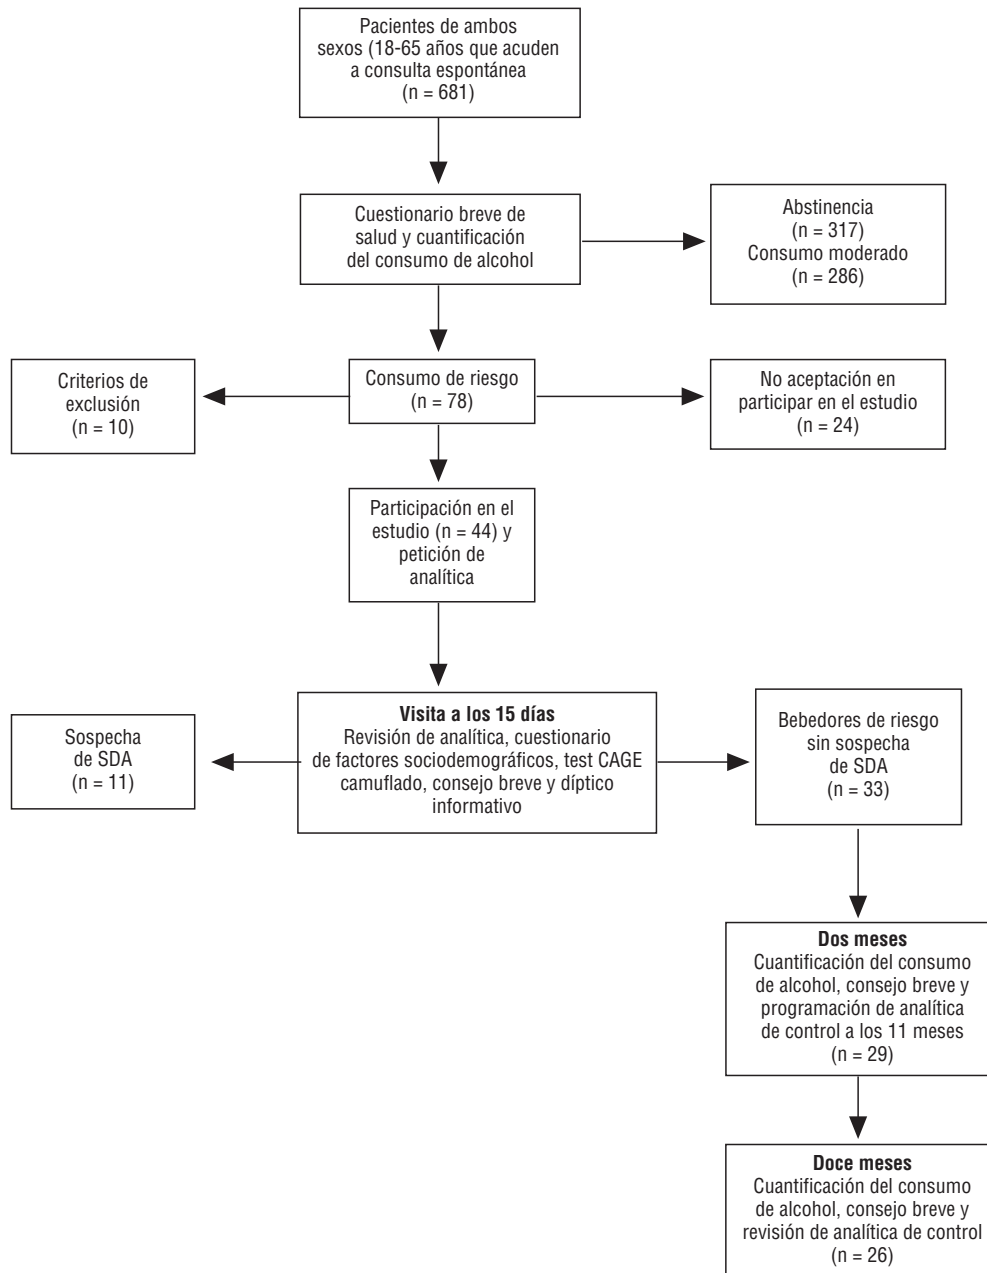 Pacientes de ambos
sexos (18-65 años que acuden
a consulta espontánea
(n = 681)
Cuestionario breve de
salud y cuantificación
del consumo de alcohol
Abstinencia
(n = 317)
Consumo moderado
(n = 286)
Criterios de
exclusión
(n = 10)
Consumo de riesgo
(n = 78)
No aceptación en
participar en el estudio
(n = 24)
Participación en el
estudio (n = 44) y
petición de
analítica
Sospecha
de SDA
(n = 11)
Visita a los 15 días
Revisión de analítica, cuestionario
de factores sociodemográficos, test CAGE
camuflado, consejo breve y díptico
informativo
Bebedores de riesgo
sin sospecha
de SDA
(n = 33)
Dos meses
Cuantificación del consumo
de alcohol, consejo breve y
programación de analítica
de control a los 11 meses
(n = 29)
Doce meses
Cuantificación del consumo
de alcohol, consejo breve y
revisión de analítica de control
(n = 26)